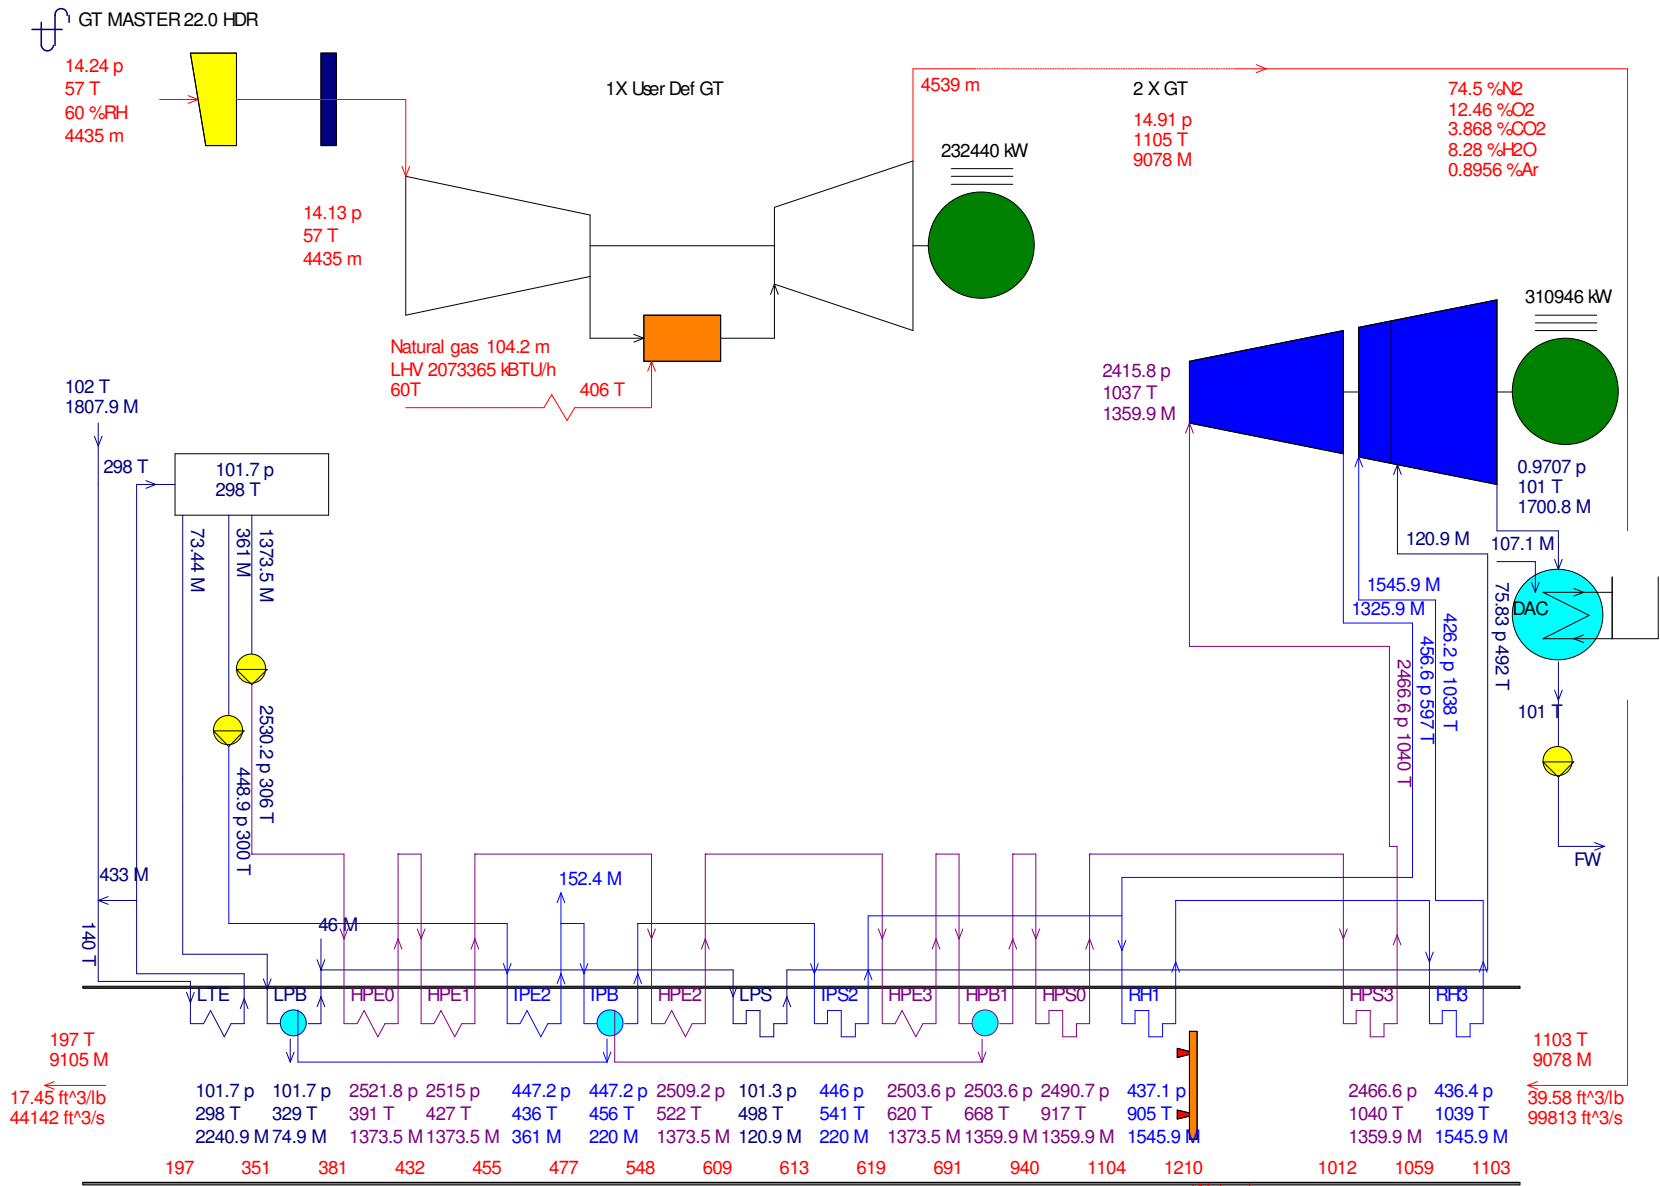 GT MASTER 22.0 HDR
14.24 p
57 T
60 %RH
4435 m
1X User Def GT
4539 m
2 X GT
14.91 p
1105 T
9078 M
74.5 %N2
12.46 %O2
3.868 %CO2
8.28 %H2O
0.8956 %Ar
232440 kW
14.13 p
57 T
4435 m
310946 kW
Natural gas 104.2 m
LHV 2073365 kBTU/h
60T
406 T
2415.8 p
1037 T
1359.9 M
102 T
1807.9 M
298 T
101.7 p
298 T
0.9707 p
101 T
1700.8 M
73.44 M
361 M
1373.5 M
120.9 M
107.1 M
1545.9 M
1325.9 M
DAC
75.83 p 492 T
426.2 p 1038 T
456.6 p 597 T
2466.6 p 1040 T
101 T
2530.2 p 306 T
448.9 p 300 T
FW
433 M
152.4 M
46 M
140 T
LTE LPB HPE0 HPE1 IPE2 IPB HPE2 LPS IPS2 HPE3 HPB1 HPS0 RH1 HPS3 RH3
197 T
9105 M
17.45 ft^3/lb
44142 ft^3/s
1103 T
9078 M
39.58 ft^3/lb
99813 ft^3/s
101.7 p 101.7 p 2521.8 p 2515 p 447.2 p 447.2 p 2509.2 p 101.3 p 446 p 2503.6 p 2503.6 p 2490.7 p 437.1 p 2466.6 p 436.4 p
298 T 329 T 391 T 427 T 436 T 456 T 522 T 498 T 541 T 620 T 668 T 917 T 905 T 1040 T 1039 T
2240.9 M 74.9 M 1373.5 M 1373.5 M 361 M 220 M 1373.5 M 120.9 M 220 M 1373.5 M 1359.9 M 1359.9 M 1545.9 M 1359.9 M 1545.9 M
197 351 381 432 455 477 548 609 613 619 691 940 1104 1210 1012 1059 1103